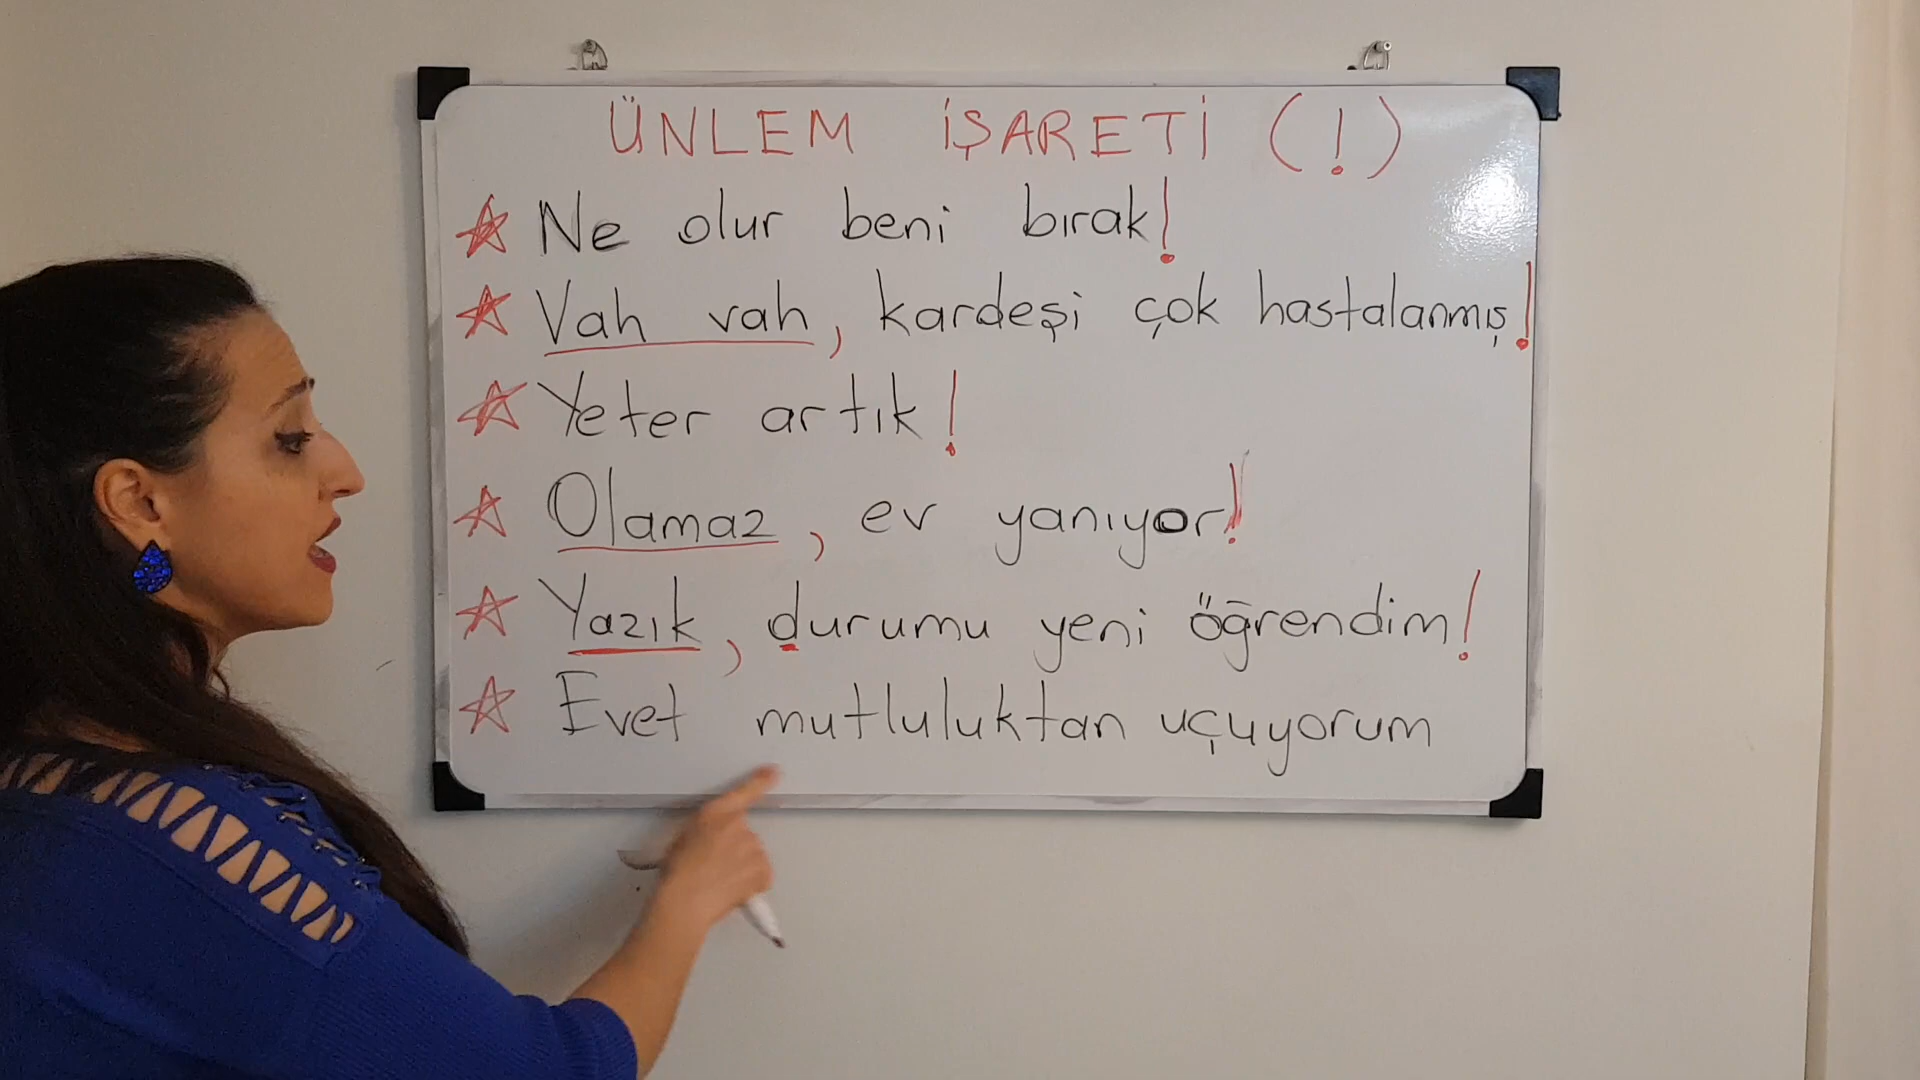 ÜNLEM İŞARETİ (!)
Ne olur beni bırak!
Vah vah, kardeşi çok hastalanmış!
Yeter artık!
Olamaz, ev yanıyor!
Yazık, durumu yeni öğrendim!
Evet mutluluktan uçuyorum